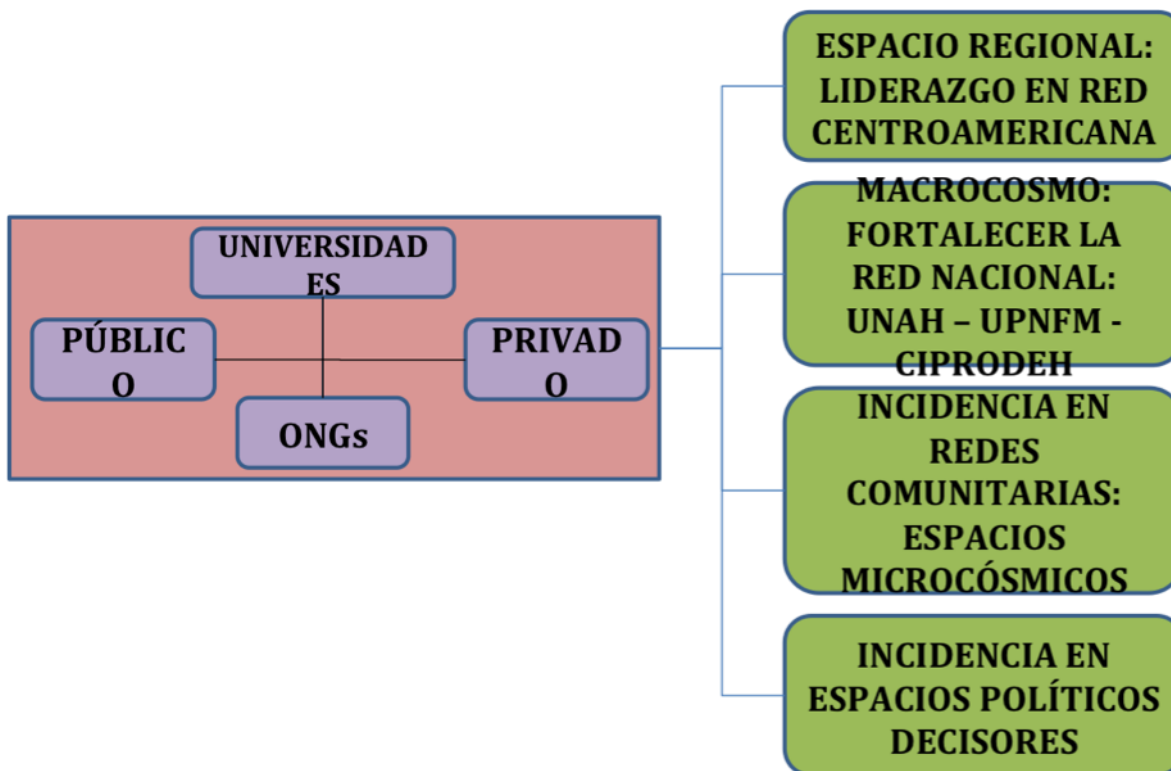 UNIVERSIDAD
ES
PÚBLIC
O
PRIVAD
O
ONGs
ESPACIO REGIONAL:
LIDERAZGO EN RED
CENTROAMERICANA
MACROCOSMO:
FORTALECER LA
RED NACIONAL:
UNAH – UPNFM -
CIPRODEH
INCIDENCIA EN
REDES
COMUNITARIAS:
ESPACIOS
MICROCÓSMICOS
INCIDENCIA EN
ESPACIOS POLÍTICOS
DECISORES